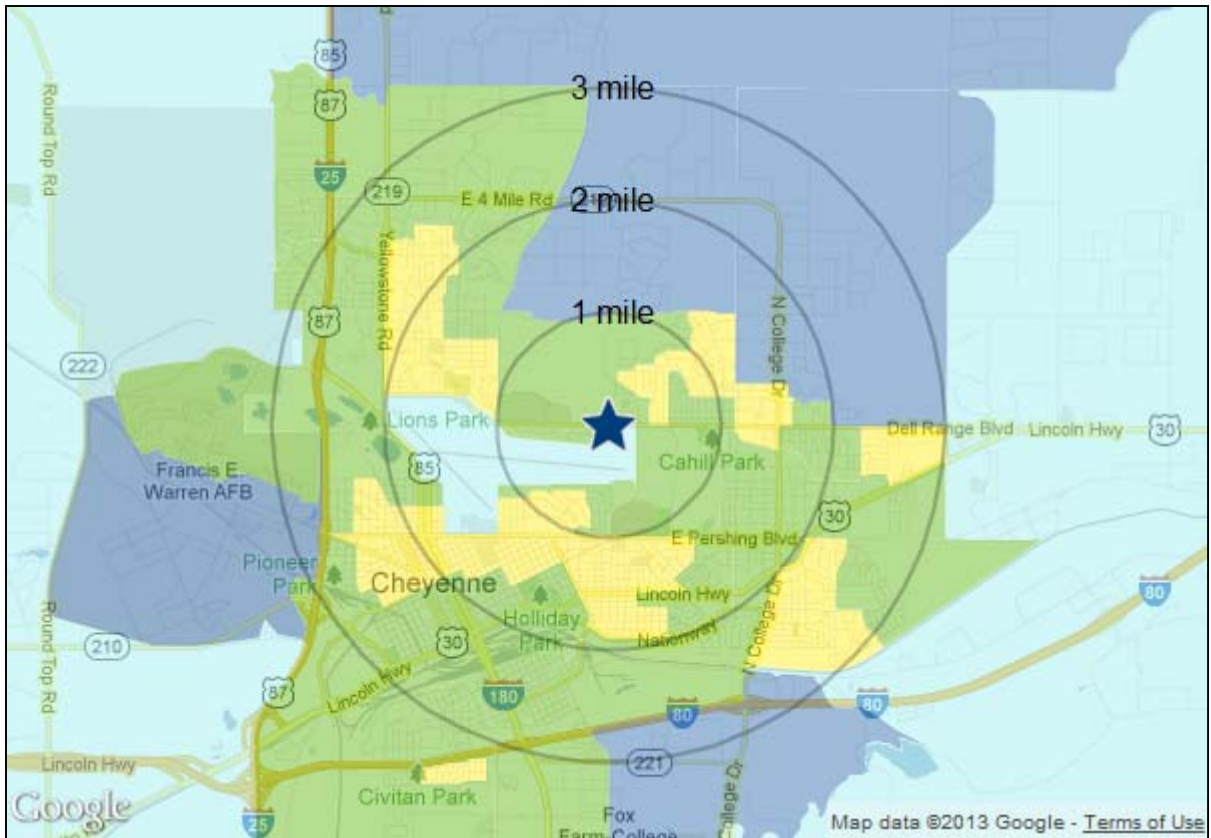 85
3 mile
87
Round Top Rd
25
219
E 4 Mile Rd
2 mile
Yellowstone Rd
1 mile
N College Dr
87
222
Lions Park
Dell Range Blvd
Lincoln Hwy
30
85
Cahill Park
Francis E.
Warren AFB
30
E Pershing Blvd
Pioneer
Park
Cheyenne
Lincoln Hwy
80
Holliday
Park
Nationway
N College Dr
210
30
Round Top Rd
87
Lincoln Hwy
180
80
80
Lincoln Hwy
221
Civitan Park
College Dr
Google
25
Fox
Farm-College
Map data ©2013 Google - Terms of Use